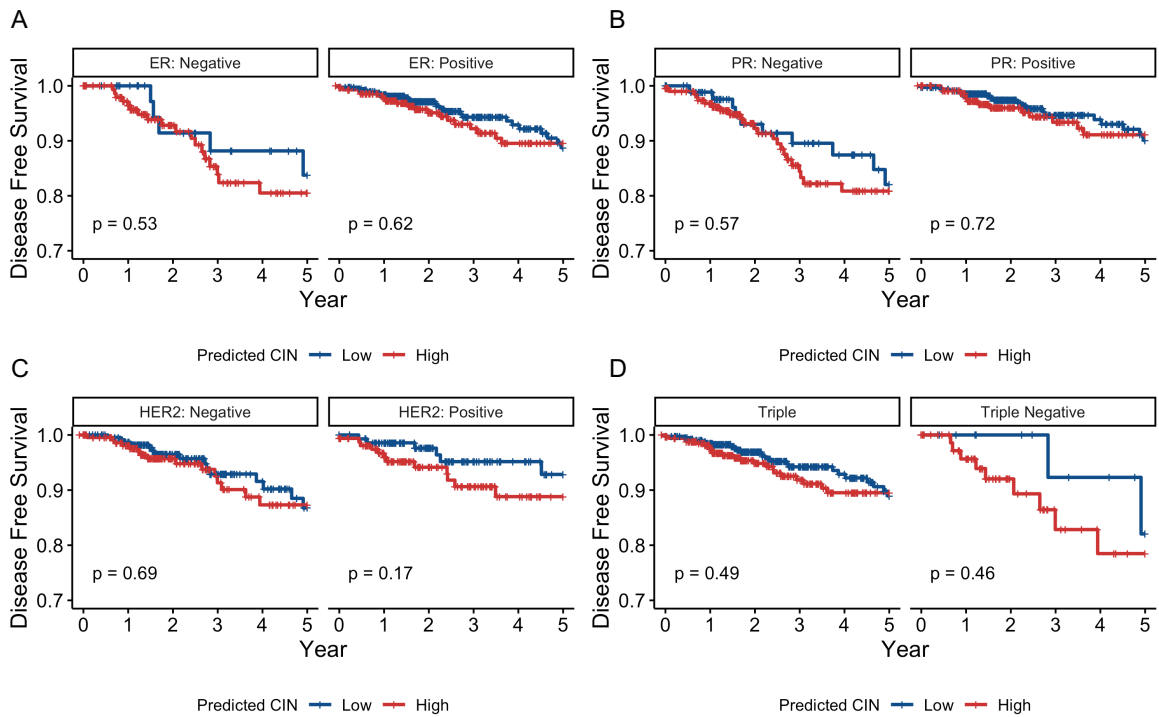 A
B
ER: Negative
ER: Positive
PR: Negative
PR: Positive
Disease Free Survival
1.0
0.9
0.8
0.7
p = 0.53
p = 0.62
0 1 2 3 4 5
0 1 2 3 4 5
Year
Disease Free Survival
1.0
0.9
0.8
0.7
p = 0.57
p = 0.72
0 1 2 3 4 5
0 1 2 3 4 5
Year
Predicted CIN Low High
Predicted CIN Low High
C
D
HER2: Negative
HER2: Positive
Triple
Triple Negative
Disease Free Survival
1.0
0.9
0.8
0.7
p = 0.69
p = 0.17
0 1 2 3 4 5
0 1 2 3 4 5
Year
Disease Free Survival
1.0
0.9
0.8
0.7
p = 0.49
p = 0.46
0 1 2 3 4 5
0 1 2 3 4 5
Year
Predicted CIN Low High
Predicted CIN Low High